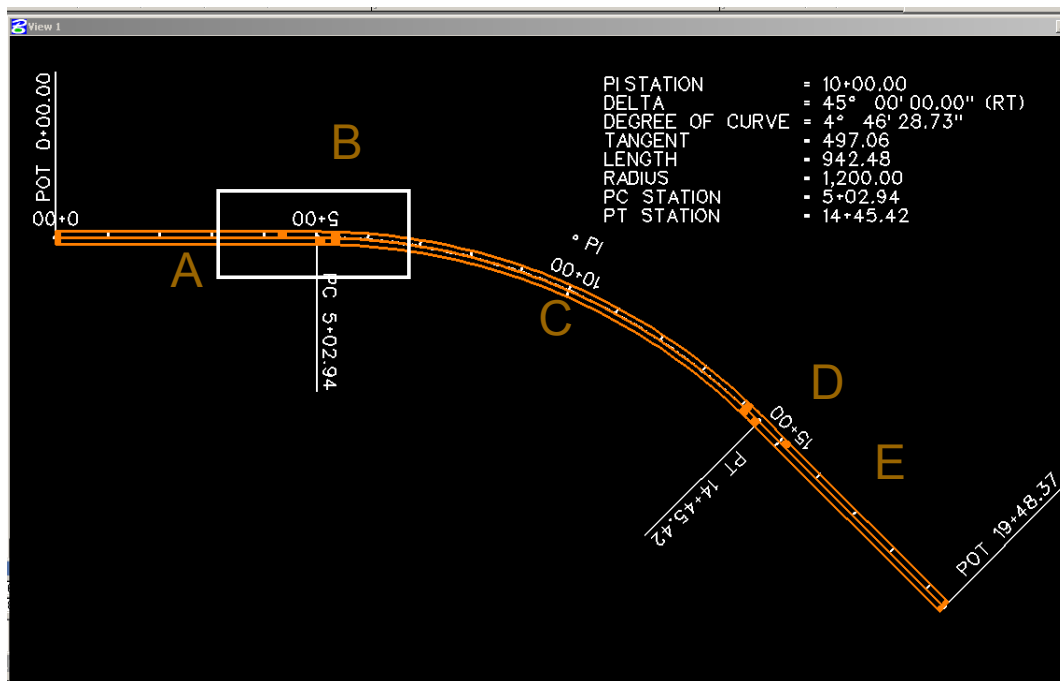 View 1
POT 0+00.00
0+00
A
B
5+00
PC 5+02.94
PI STATION = 10+00.00
DELTA = 45° 00' 00.00" (RT)
DEGREE OF CURVE = 4° 46' 28.73"
TANGENT = 497.06
LENGTH = 942.48
RADIUS = 1,200.00
PC STATION = 5+02.94
PT STATION = 14+45.42
PI
10+00
C
D
15+00
E
PT 14+45.42
POT 19+48.37